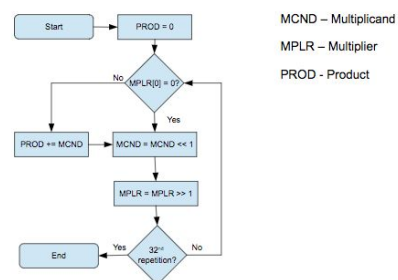 Start
PROD = 0
MCND – Multiplicand
MPLR – Multiplier
PROD - Product
No
MPLR[0] = 0?
Yes
PROD += MCND
MCND = MCND << 1
MPLR = MPLR >> 1
End
Yes
32nd
repetition?
No